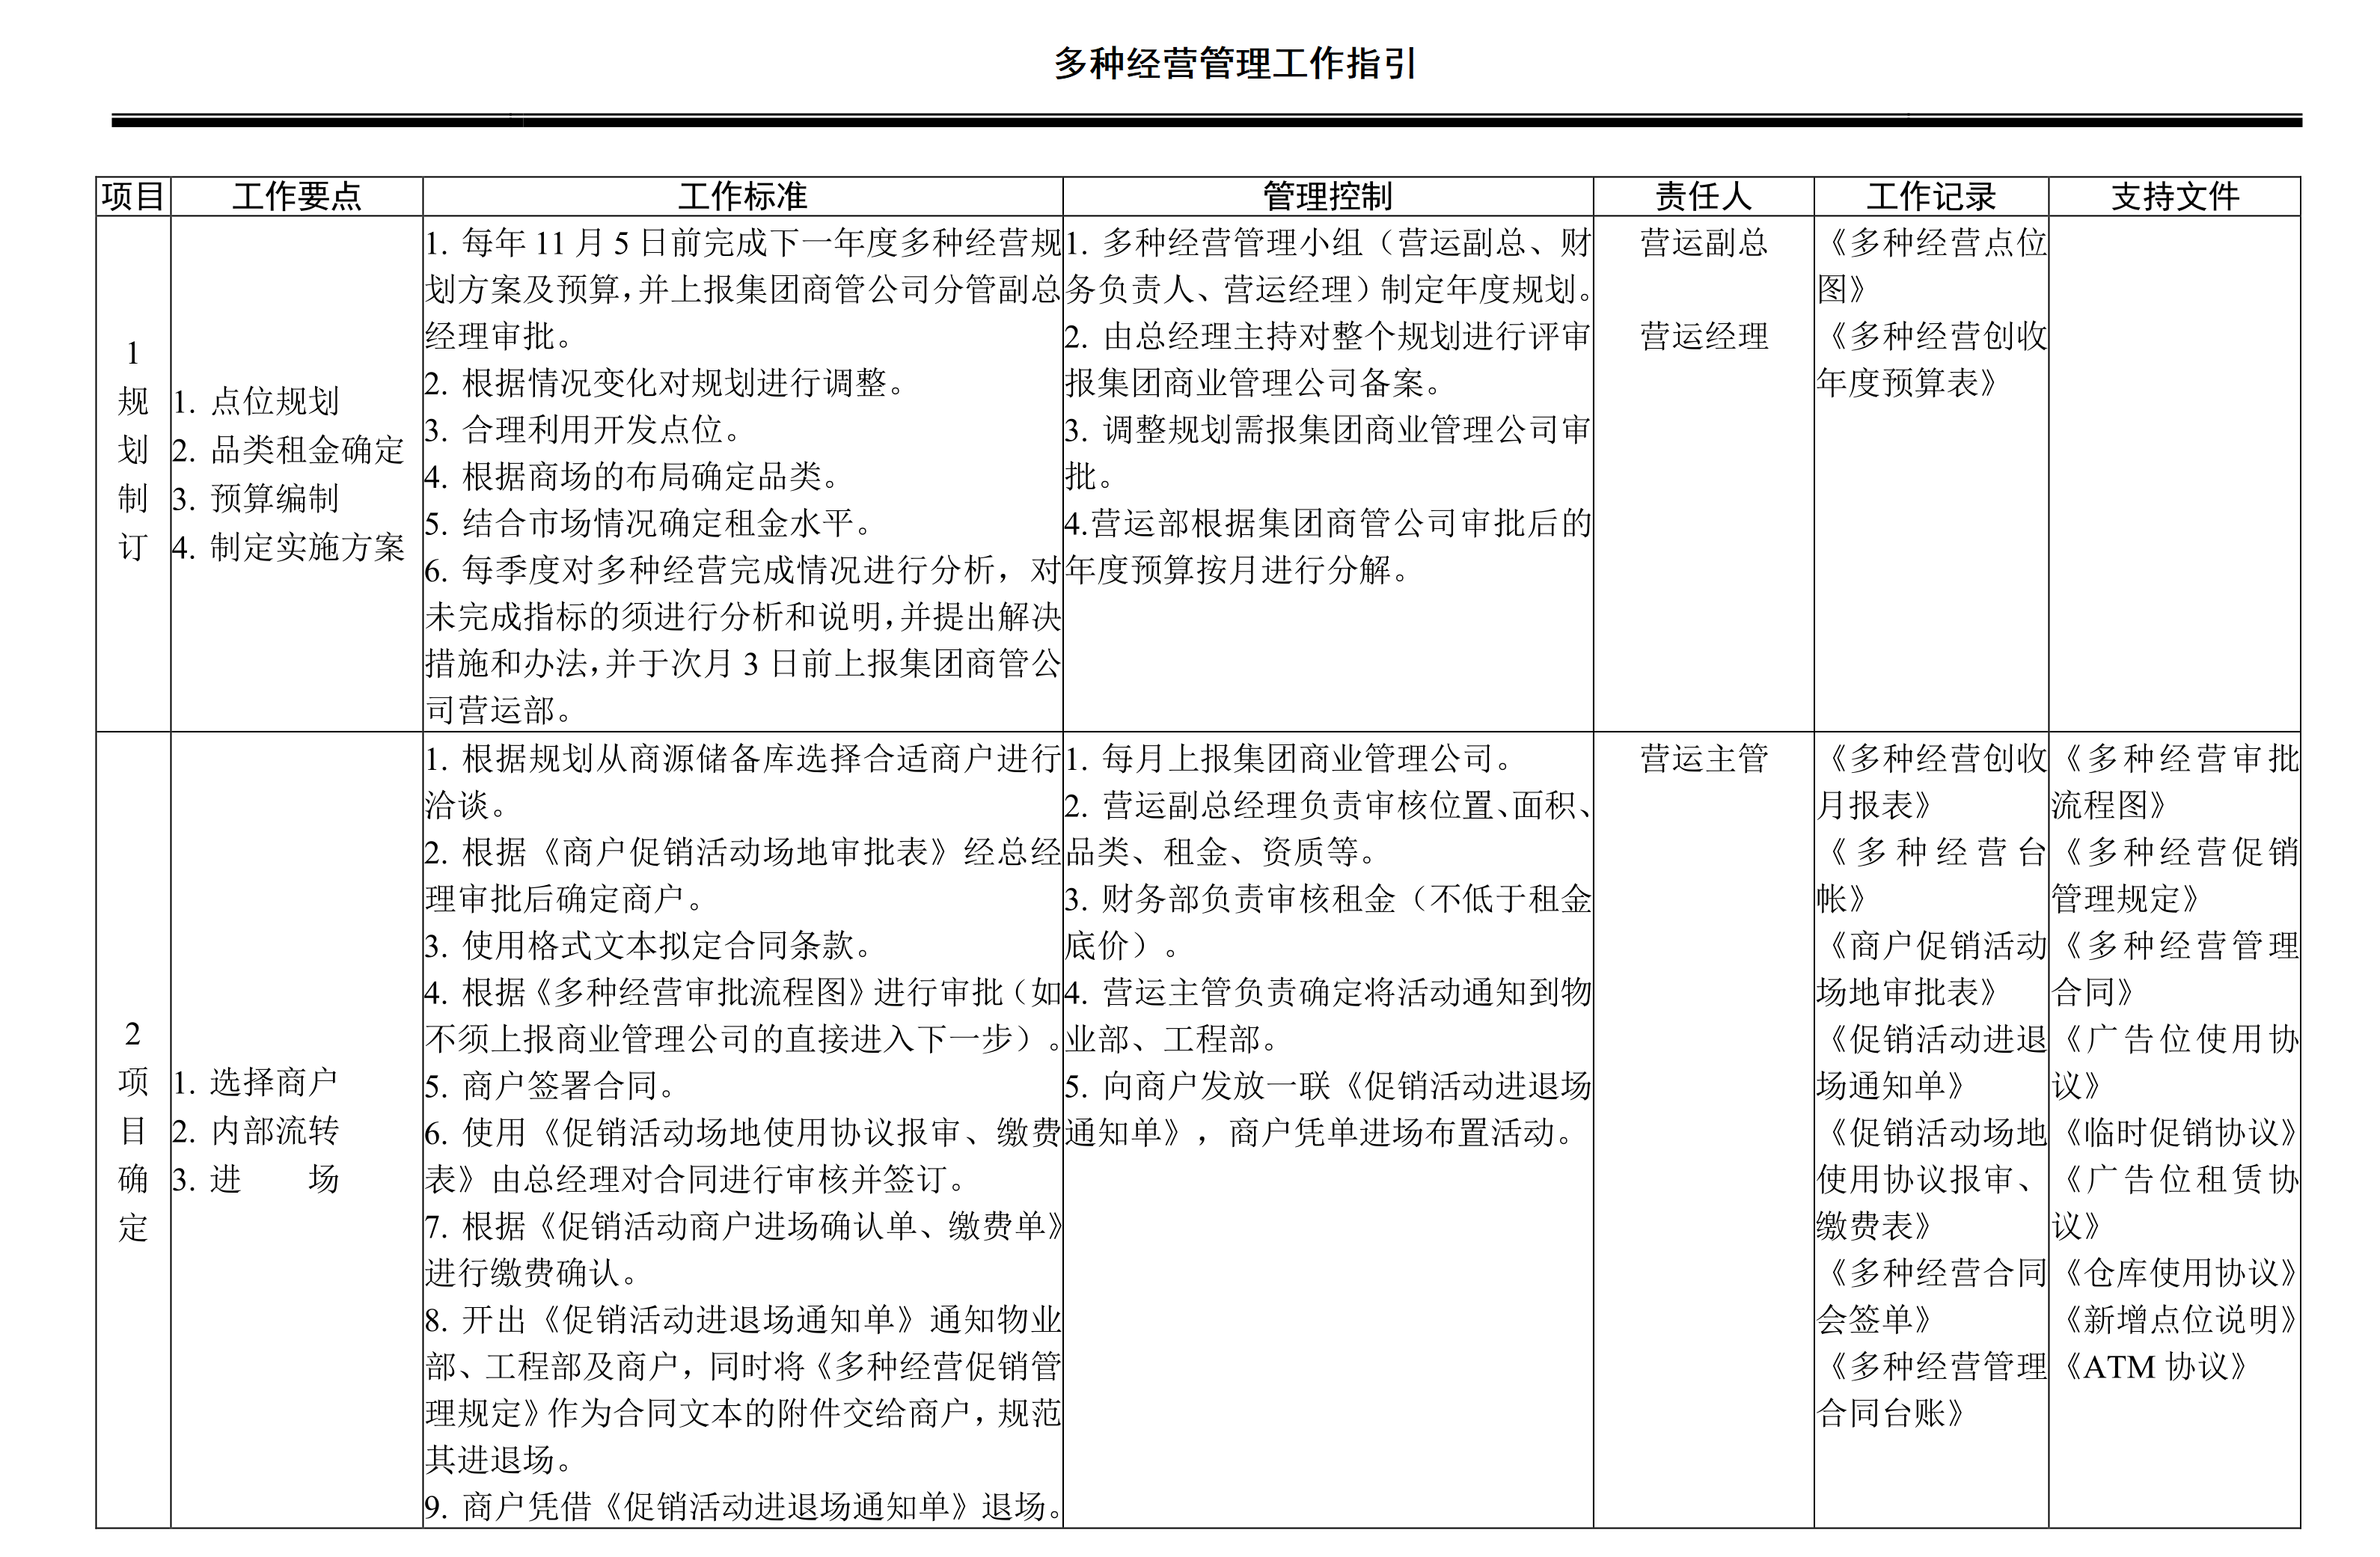 多种经营管理工作指引
项目
工作要点
工作标准
管理控制
责任人
工作记录
支持文件
1
规
划
制
订
1. 点位规划
2. 品类租金确定
3. 预算编制
4. 制定实施方案
1. 每年 11 月 5 日前完成下一年度多种经营规
划方案及预算，并上报集团商管公司分管副总
经理审批。
2. 根据情况变化对规划进行调整。
3. 合理利用开发点位。
4. 根据商场的布局确定品类。
5. 结合市场情况确定租金水平。
6. 每季度对多种经营完成情况进行分析，对
未完成指标的须进行分析和说明，并提出解决
措施和办法，并于次月 3 日前上报集团商管公
司营运部。
1. 多种经营管理小组（营运副总、财
务负责人、营运经理）制定年度规划。
2. 由总经理主持对整个规划进行评审
报集团商业管理公司备案。
3. 调整规划需报集团商业管理公司审
批。
4.营运部根据集团商管公司审批后的
年度预算按月进行分解。
营运副总
营运经理
《多种经营点位
图》
《多种经营创收
年度预算表》
2
项
目
确
定
1. 选择商户
2. 内部流转
3. 进　　场
1. 根据规划从商源储备库选择合适商户进行
洽谈。
2. 根据《商户促销活动场地审批表》经总经
理审批后确定商户。
3. 使用格式文本拟定合同条款。
4. 根据《多种经营审批流程图》进行审批（如
不须上报商业管理公司的直接进入下一步）。
5. 商户签署合同。
6. 使用《促销活动场地使用协议报审、缴费
表》由总经理对合同进行审核并签订。
7. 根据《促销活动商户进场确认单、缴费单》
进行缴费确认。
8. 开出《促销活动进退场通知单》通知物业
部、工程部及商户，同时将《多种经营促销管
理规定》作为合同文本的附件交给商户，规范
其进退场。
9. 商户凭借《促销活动进退场通知单》退场。
1. 每月上报集团商业管理公司。
2. 营运副总经理负责审核位置、面积、
品类、租金、资质等。
3. 财务部负责审核租金（不低于租金
底价）。
4. 营运主管负责确定将活动通知到物
业部、工程部。
5. 向商户发放一联《促销活动进退场
通知单》，商户凭单进场布置活动。
营运主管
《多种经营创收
月报表》
《多种经营台
帐》
《商户促销活动
场地审批表》
《促销活动进退
场通知单》
《促销活动场地
使用协议报审、
缴费表》
《多种经营合同
会签单》
《多种经营管理
合同台账》
《多种经营审批
流程图》
《多种经营促销
管理规定》
《多种经营管理
合同》
《广告位使用协
议》
《临时促销协议》
《广告位租赁协
议》
《仓库使用协议》
《新增点位说明》
《ATM 协议》